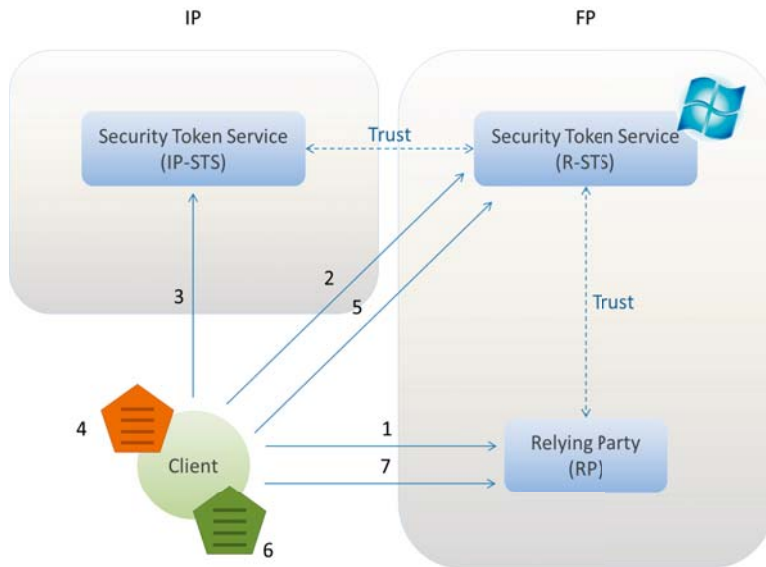 IP
FP
Security Token Service
(IP-STS)
Trust
Security Token Service
(R-STS)
2
3
5
Trust
4
Client
1
7
Relying Party
(RP)
6